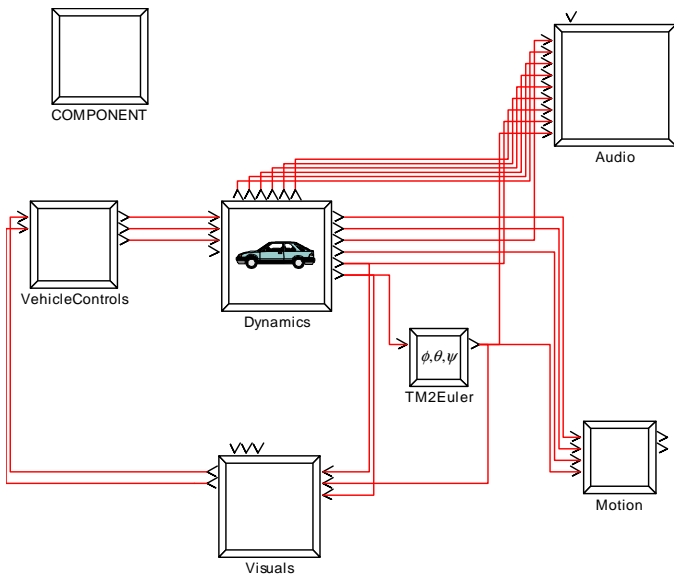 COMPONENT
Audio
VehicleControls
Dynamics
ϕ,θ,ψ
TM2Euler
Motion
Visuals